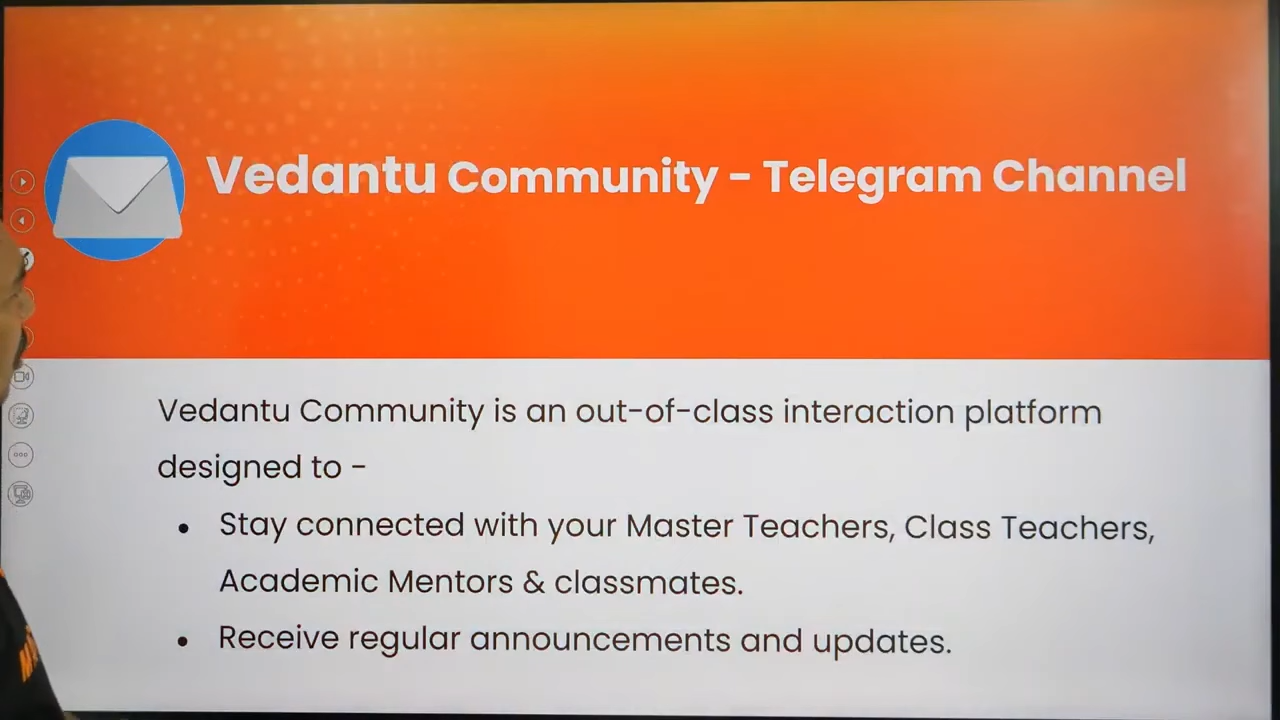 Vedantu Community - Telegram Channel
Vedantu Community is an out-of-class interaction platform
designed to -
• Stay connected with your Master Teachers, Class Teachers,
Academic Mentors & classmates.
• Receive regular announcements and updates.